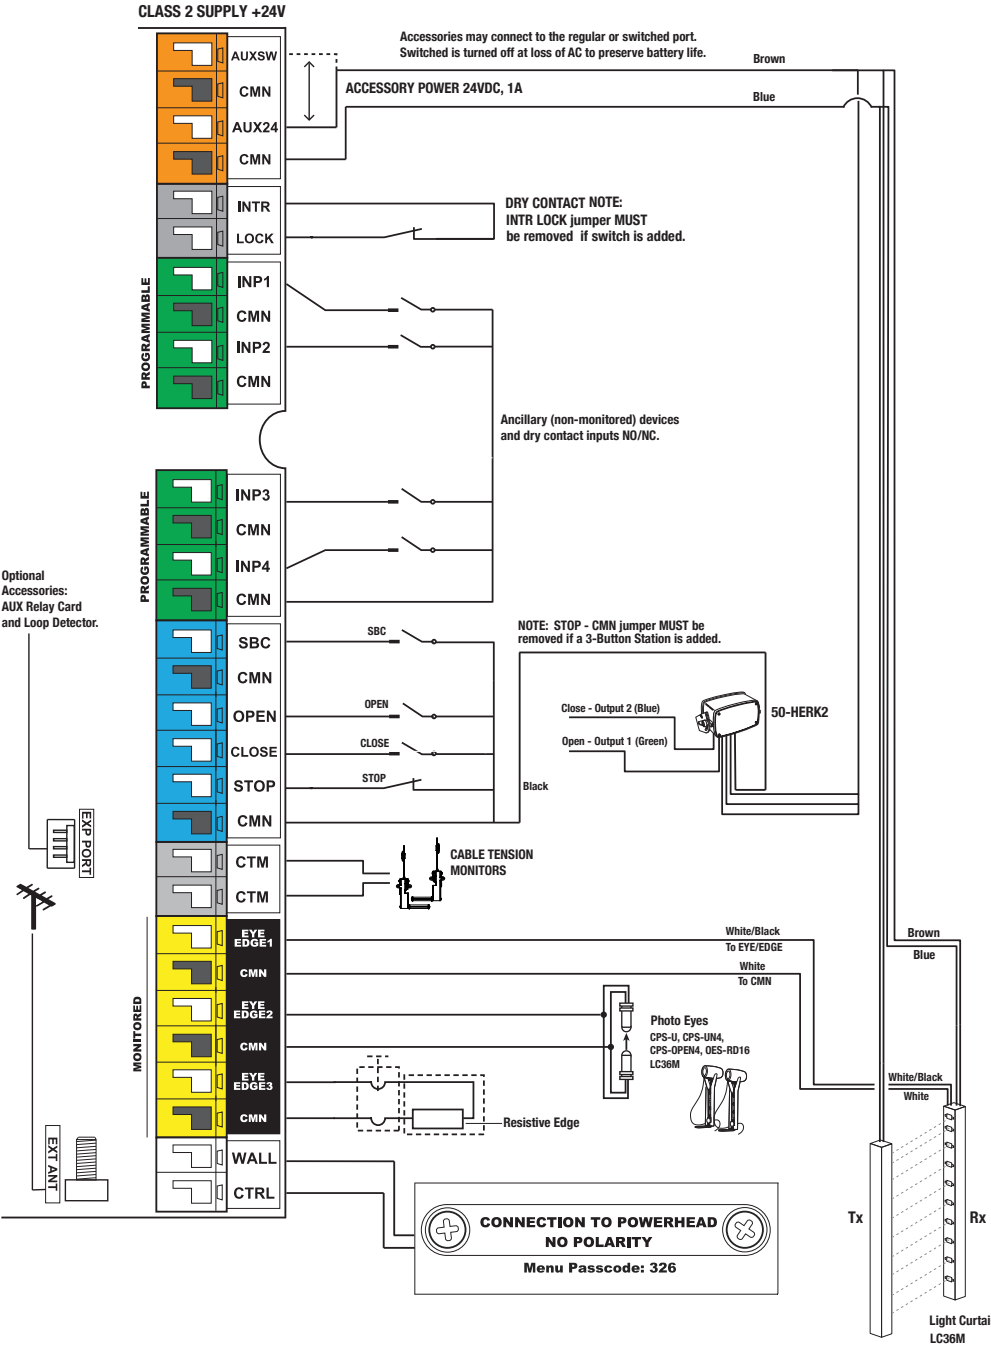 CLASS 2 SUPPLY +24V
Accessories may connect to the regular or switched port.
Switched is turned off at loss of AC to preserve battery life.
Brown
AUXSW
CMN
ACCESSORY POWER 24VDC, 1A
Blue
AUX24
CMN
INTR
LOCK
DRY CONTACT NOTE:
INTR LOCK jumper MUST
be removed if switch is added.
PROGRAMMABLE
INP1
CMN
INP2
CMN
Ancillary (non-monitored) devices
and dry contact inputs NO/NC.
PROGRAMMABLE
INP3
CMN
INP4
CMN
Optional
Accessories:
AUX Relay Card
and Loop Detector.
SBC
CMN
OPEN
CLOSE
STOP
CMN
SBC
OPEN
CLOSE
STOP
NOTE: STOP - CMN jumper MUST be
removed if a 3-Button Station is added.
Close - Output 2 (Blue)
Open - Output 1 (Green)
50-HERK2
Black
EXP PORT
CTM
CTM
CABLE TENSION
MONITORS
MONITORED
EYE
EDGE1
CMN
EYE
EDGE2
CMN
EYE
EDGE3
CMN
White/Black
To EYE/EDGE
White
To CMN
Brown
Blue
Photo Eyes
CPS-U, CPS-UN4,
CPS-OPEN4, OES-RD16
LC36M
White/Black
White
Resistive Edge
EXT ANT
WALL
CTRL
CONNECTION TO POWERHEAD
NO POLARITY
Menu Passcode: 326
Tx
Rx
Light Curtai
LC36M